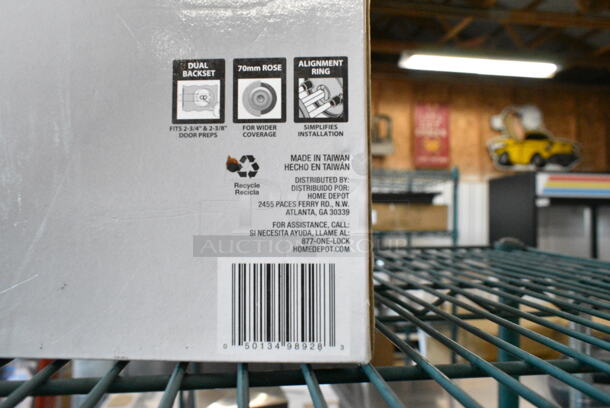 DUAL
BACKSET
FITS 2-3/4" & 2-3/8"
DOOR PREPS
70mm ROSE
FOR WIDER
COVERAGE
ALIGNMENT
RING
SIMPLIFIES
INSTALLATION
Recycle
Recicla
MADE IN TAIWAN
HECHO EN TAIWÁN
DISTRIBUTED BY:
DISTRIBUIDO POR:
HOME DEPOT
2455 PACES FERRY RD., N.W.
ATLANTA, GA 30339
FOR ASSISTANCE, CALL:
SI NECESITA AYUDA, LLAME AL:
877-ONE-LOCK
HOMEDEPOT.COM
AUCTION GROUP
0 50134 98928 3